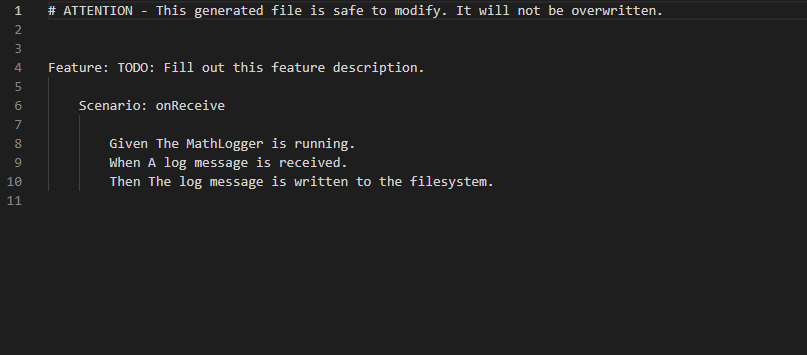 1 # ATTENTION - This generated file is safe to modify. It will not be overwritten.
2
3
4 Feature: TODO: Fill out this feature description.
5
6 Scenario: onReceive
7
8 Given The MathLogger is running.
9 When A log message is received.
10 Then The log message is written to the filesystem.
11